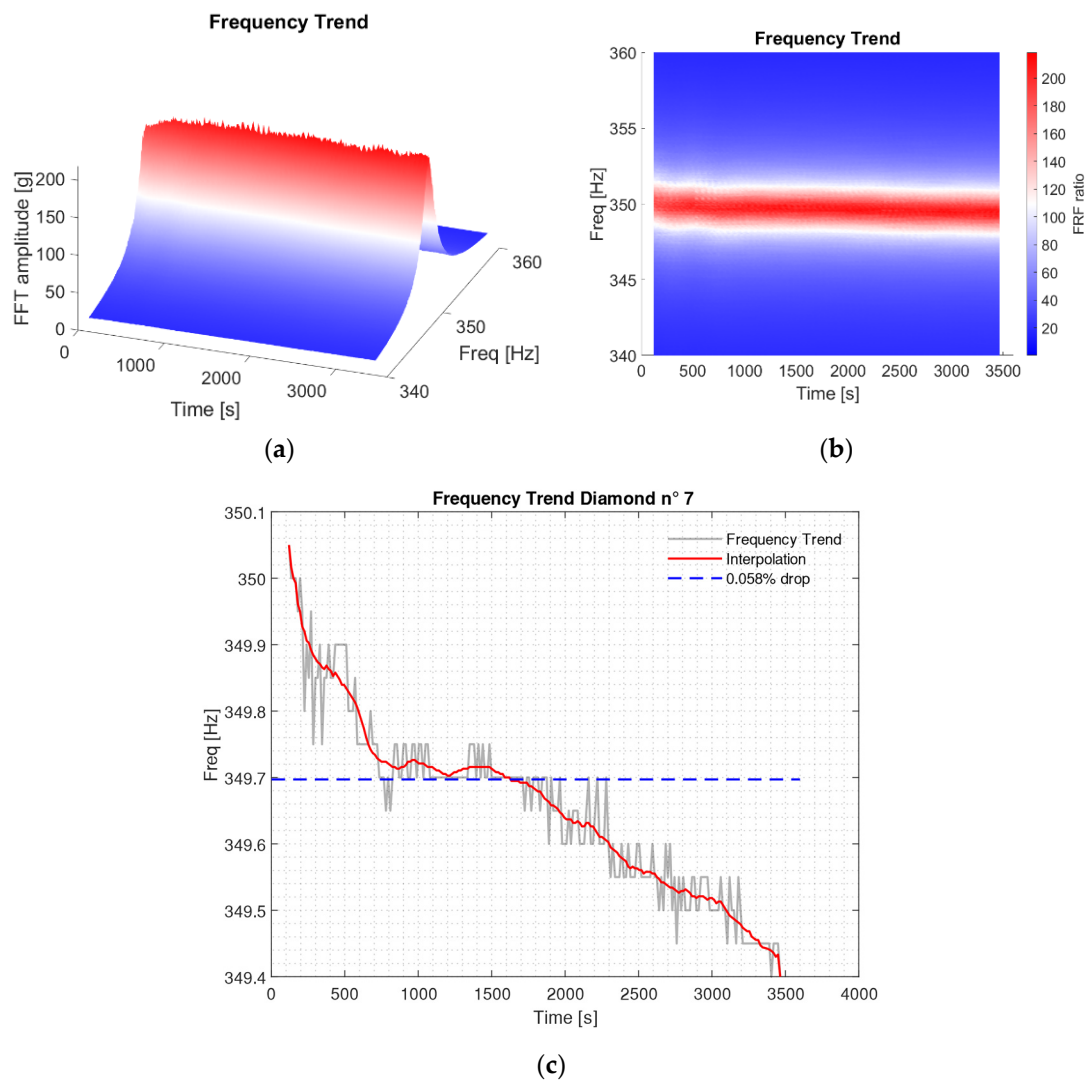 Frequency Trend
FFT amplitude [g]
200
150
100
50
0
0
1000
2000
3000
Time [s]
340
350
360
Freq [Hz]
(a)
Frequency Trend
Freq [Hz]
360
355
350
345
340
0 500 1000 1500 2000 2500 3000 3500
Time [s]
200
180
160
140
120
100
80
60
40
20
FRF ratio
(b)
Frequency Trend Diamond n° 7
Freq [Hz]
350.1
350
349.9
349.8
349.7
349.6
349.5
349.4
Frequency Trend
Interpolation
0.058% drop
0 500 1000 1500 2000 2500 3000 3500 4000
Time [s]
(c)